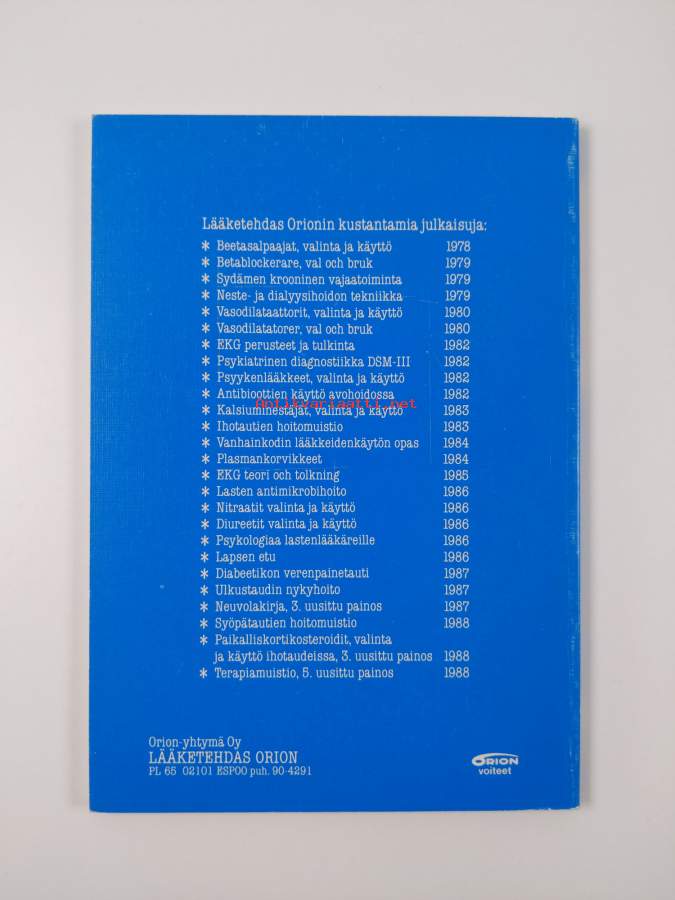 Lääketehdas Orionin kustantamia julkaisuja:
* Beetasalpaajat, valinta ja käyttö 1978
* Betablockerare, val och bruk 1979
* Sydämen krooninen vajaatoiminta 1979
* Neste- ja dialyysihoidon tekniikka 1979
* Vasodilataattorit, valinta ja käyttö 1980
* Vasodilatatorer, val och bruk 1980
* EKG perusteet ja tulkinta 1982
* Psykiatrinen diagnostiikka DSM-III 1982
* Psyykenlääkkeet, valinta ja käyttö 1982
* Antibioottien käyttö avohoidossa 1982
Antikvariaatti.net
* Kalsiuminestäjät, valinta ja käyttö 1983
* Ihotautien hoitomuistio 1983
* Vanhainkodin lääkkeidenkäytön opas 1984
* Plasmankorvikkeet 1984
* EKG teori och tolkning 1985
* Lasten antimikrobihoito 1986
* Nitraatit valinta ja käyttö 1986
* Diureetit valinta ja käyttö 1986
* Psykologiaa lastenlääkäreille 1986
* Lapsen etu 1986
* Diabeetikon verenpainetauti 1987
* Ulkustaudin nykyhoito 1987
* Neuvolakirja, 3. uusittu painos 1987
* Syöpätautien hoitomuistio 1988
* Paikalliskortikosteroidit, valinta
ja käyttö ihotaudeissa, 3. uusittu painos 1988
* Terapiamuistio, 5. uusittu painos 1988
Orion-yhtymä Oy
LÄÄKETEHDAS ORION
PL 65 02101 ESPOO puh. 90-4291
ORION
voiteet